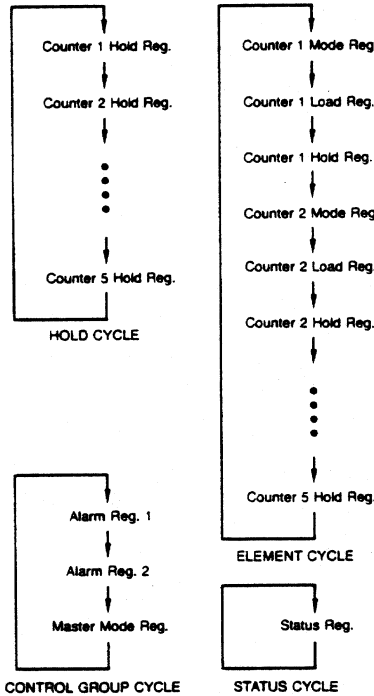 Counter 1 Hold Reg.
Counter 2 Hold Reg.
Counter 5 Hold Reg.
HOLD CYCLE
Counter 1 Mode Reg.
Counter 1 Load Reg.
Counter 1 Hold Reg.
Counter 2 Mode Reg
Counter 2 Load Reg.
Counter 2 Hold Reg.
Counter 5 Hold Reg
ELEMENT CYCLE
Alarm Reg. 1
Alarm Reg. 2
Master Mode Reg.
CONTROL GROUP CYCLE
Status Reg.
STATUS CYCLE